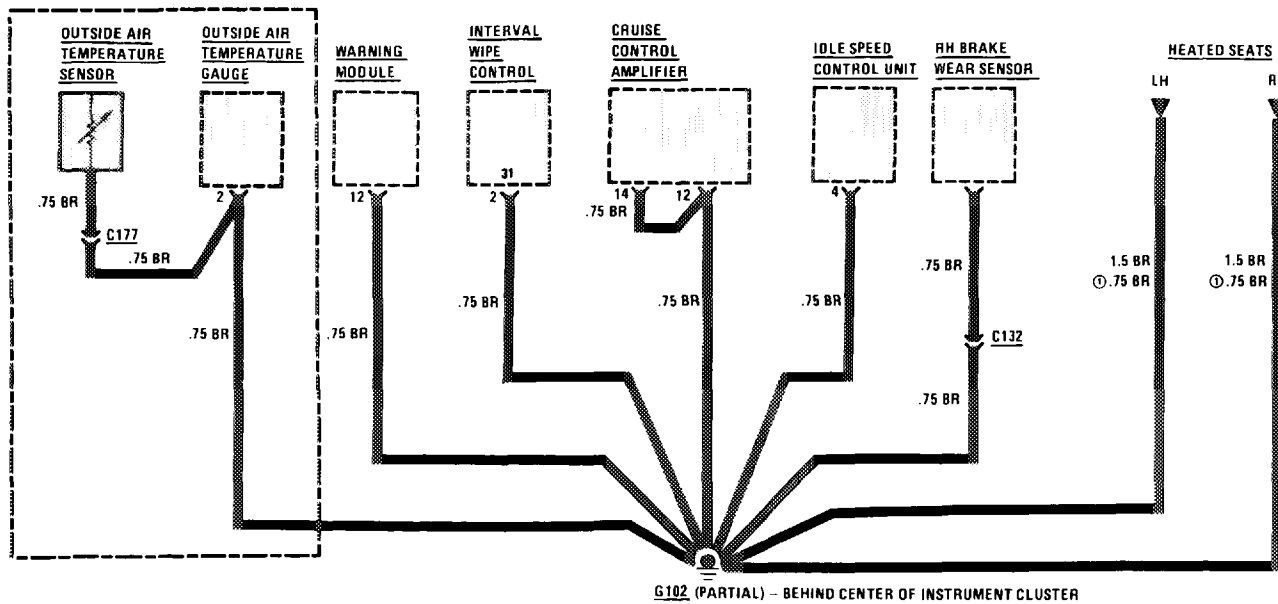 OUTSIDE AIR
TEMPERATURE
SENSOR
OUTSIDE AIR
TEMPERATURE
GAUGE
WARNING
MODULE
INTERVAL
WIPE
CONTROL
CRUISE
CONTROL
AMPLIFIER
IDLE SPEED
CONTROL UNIT
RH BRAKE
WEAR SENSOR
HEATED SEATS
LH
R
31
2
12
2
14
12
4
.75 BR
C177
.75 BR
.75 BR
.75 BR
.75 BR
.75 BR
.75 BR
.75 BR
.75 BR
C132
.75 BR
1.5 BR
① .75 BR
1.5 BR
① .75 BR
G102 (PARTIAL) – BEHIND CENTER OF INSTRUMENT CLUSTER